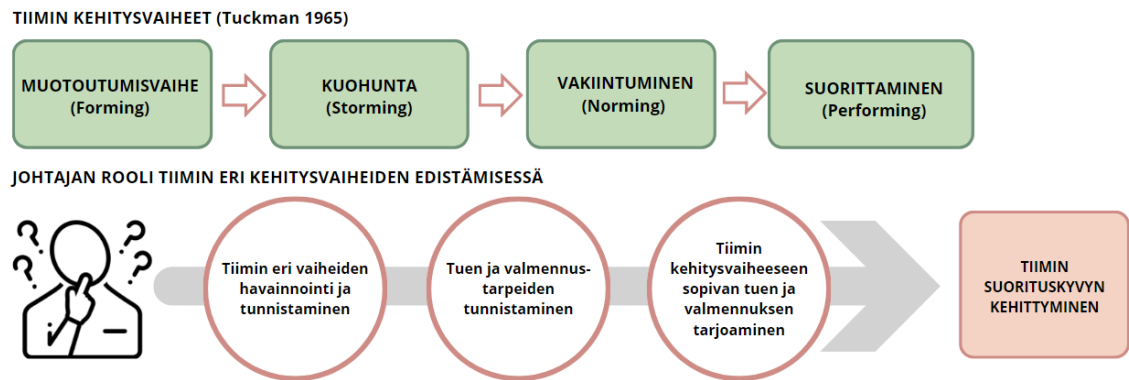 TIIMIN KEHITYSVAIHEET (Tuckman 1965)
MUOTOUTUMISVAIHE
(Forming)
KUOHUNTA
(Storming)
VAKIINTUMINEN
(Norming)
SUORITTAMINEN
(Performing)
JOHTAJAN ROOLI TIIMIN ERI KEHITYSVAIHEIDEN EDISTÄMISESSÄ
? ? ? ?
Tiimin eri vaiheiden
havainnointi ja
tunnistaminen
Tuen ja valmennus-
tarpeiden
tunnistaminen
Tiimin
kehitysvaiheeseen
sopivan tuen ja
valmennuksen
tarjoaminen
TIIMIN
SUORITUSKYVYN
KEHITTYMINEN